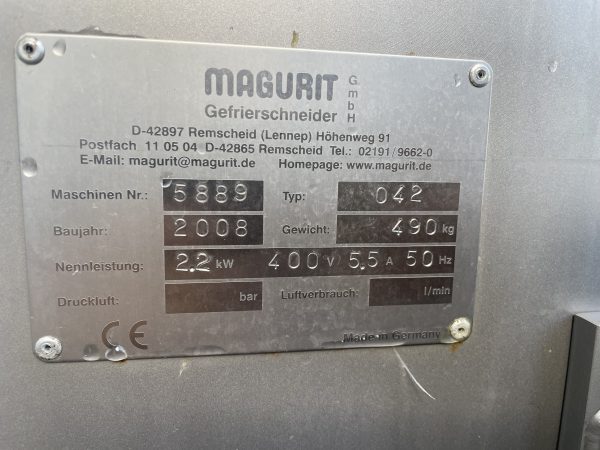 MAGURIT GmbH
Gefrierschneider
D-42897 Remscheid (Lennep) Höhenweg 91
Postfach 11 05 04 D-42865 Remscheid Tel.: 02191/9662-0
E-Mail: magurit@magurit.de Homepage: www.magurit.de
Maschinen Nr.: 5889 Typ: 042
Baujahr: 2008 Gewicht: 490 kg
Nennleistung: 2.2 kW 400 V 5.5 A 50 Hz
Druckluft: bar Luftverbrauch: l/min
CE Made in Germany